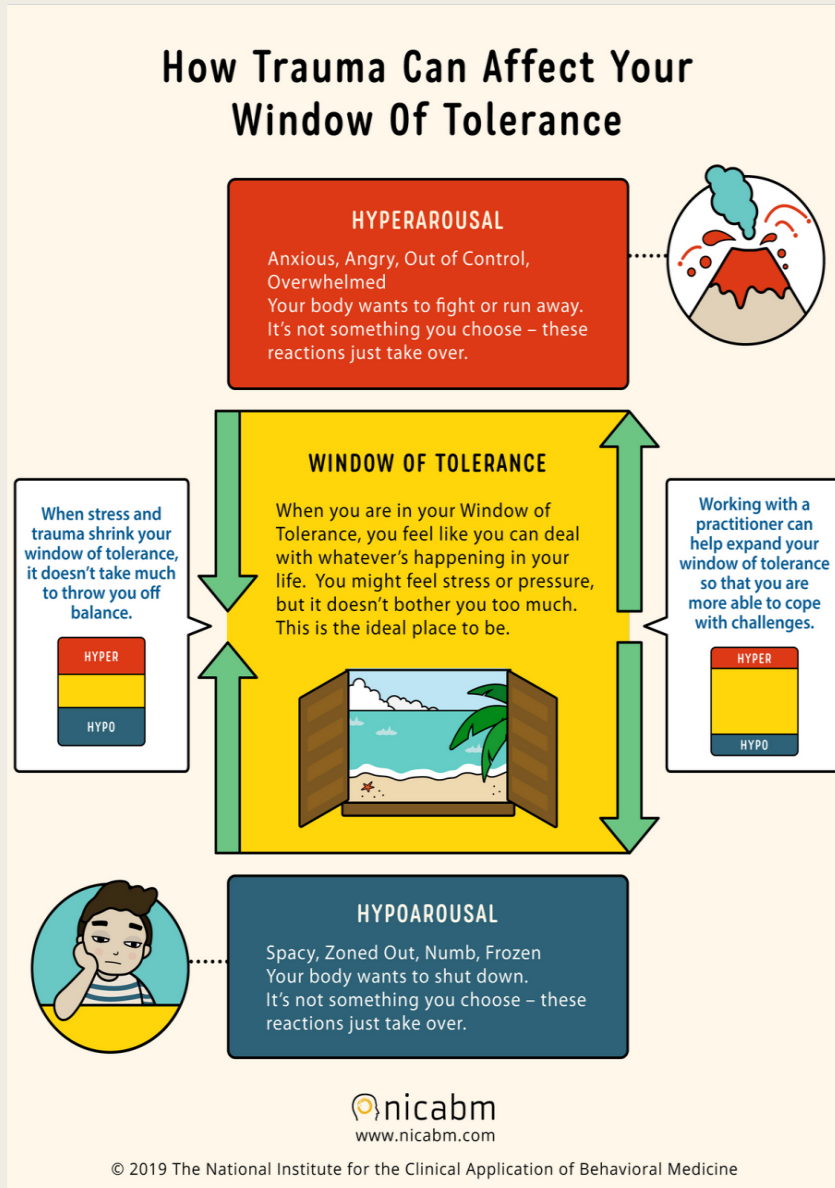 How Trauma Can Affect Your
Window Of Tolerance
HYPERAROUSAL
Anxious, Angry, Out of Control,
Overwhelmed
Your body wants to fight or run away.
It’s not something you choose – these
reactions just take over.
WINDOW OF TOLERANCE
When you are in your Window of
Tolerance, you feel like you can deal
with whatever’s happening in your
life.  You might feel stress or pressure,
but it doesn’t bother you too much.
This is the ideal place to be.
When stress and
trauma shrink your
window of tolerance,
it doesn’t take much
to throw you off
balance.
HYPER
HYPO
Working with a
practitioner can
help expand your
window of tolerance
so that you are
more able to cope
with challenges.
HYPER
HYPO
HYPOAROUSAL
Spacy, Zoned Out, Numb, Frozen
Your body wants to shut down.
It’s not something you choose – these
reactions just take over.
nicabm
www.nicabm.com
© 2019 The National Institute for the Clinical Application of Behavioral Medicine